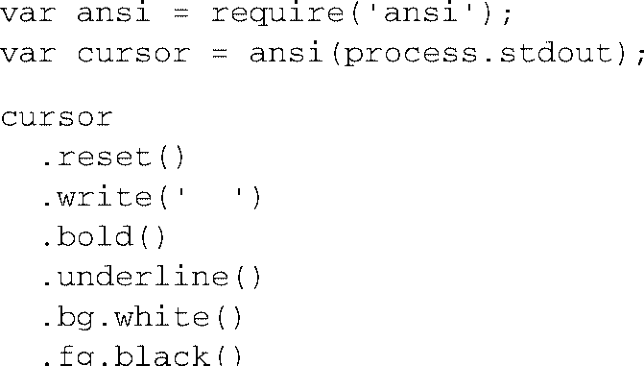 var ansi = require('ansi');
var cursor = ansi(process.stdout);

cursor
  .reset()
  .write('  ')
  .bold()
  .underline()
  .bg.white()
  .fg.black()